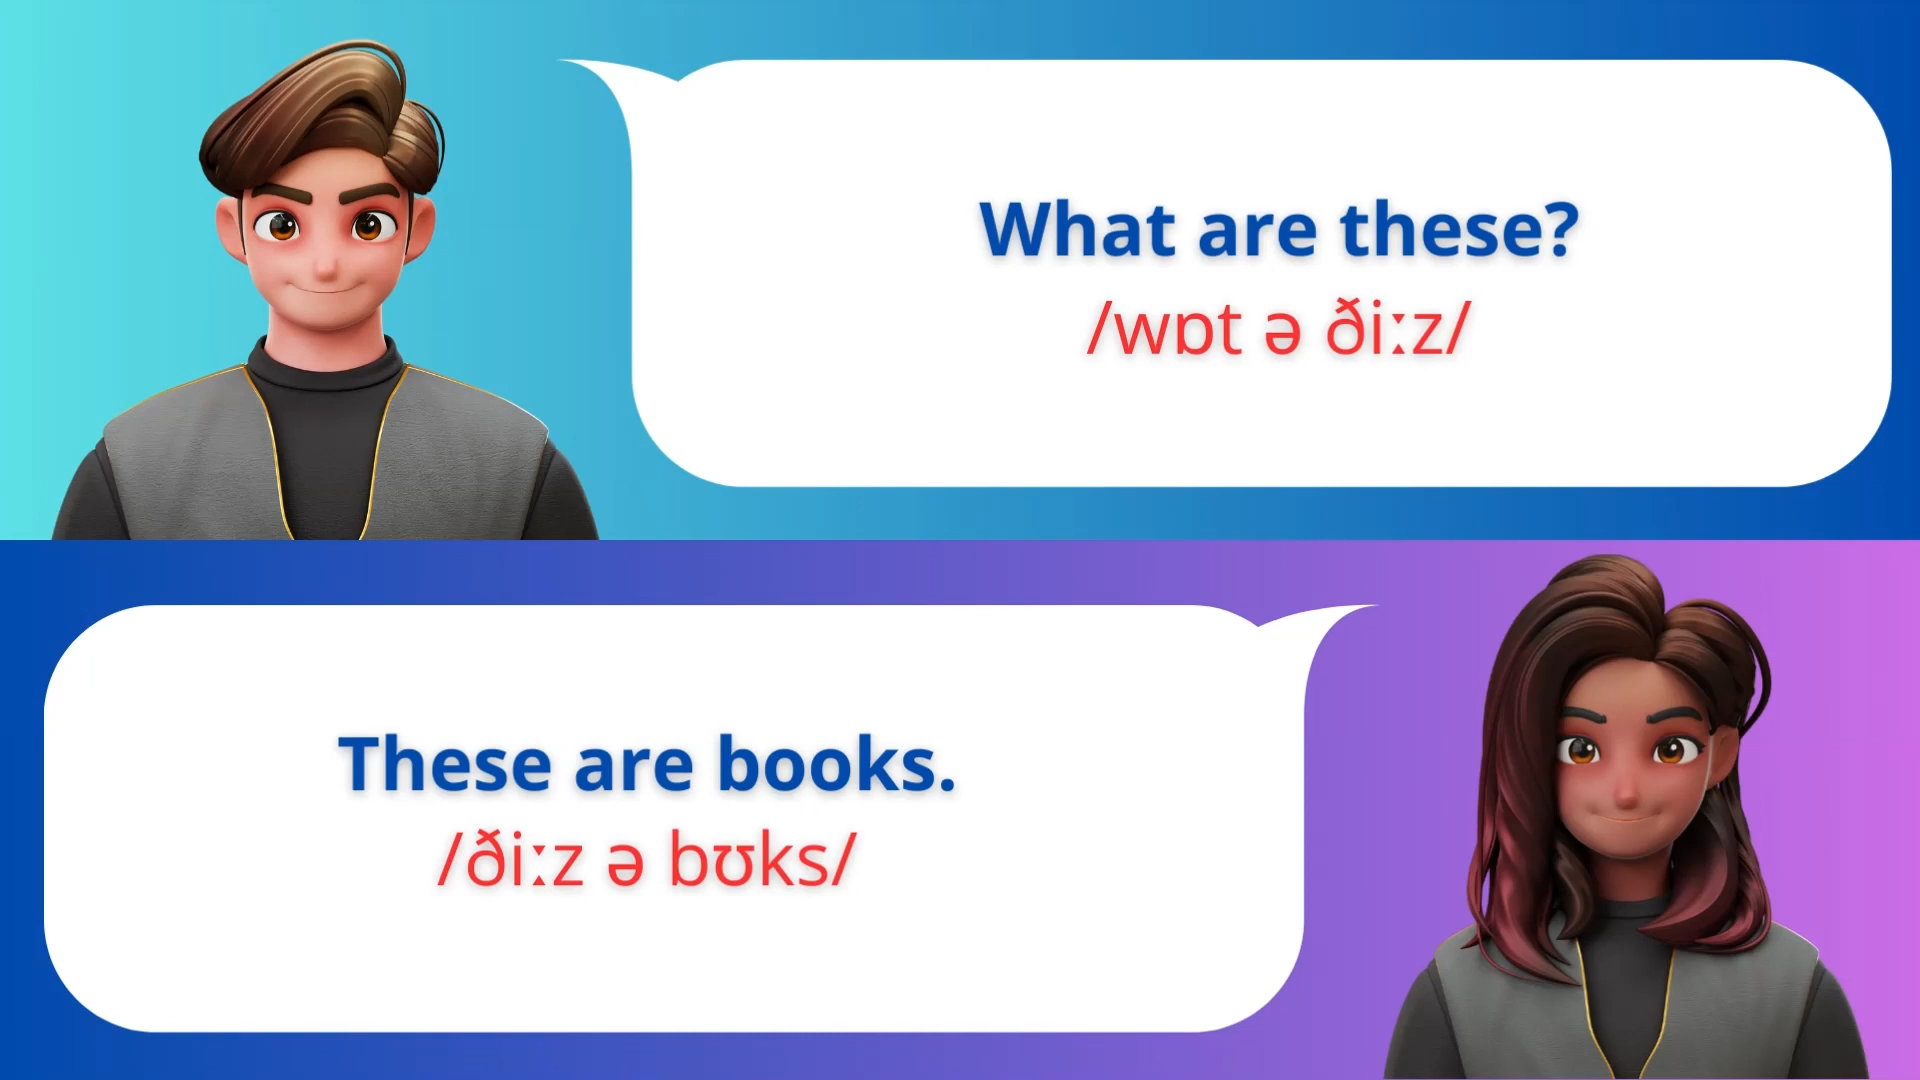 What are these?
/wɒt ə ðiːz/
These are books.
/ðiːz ə bʊks/